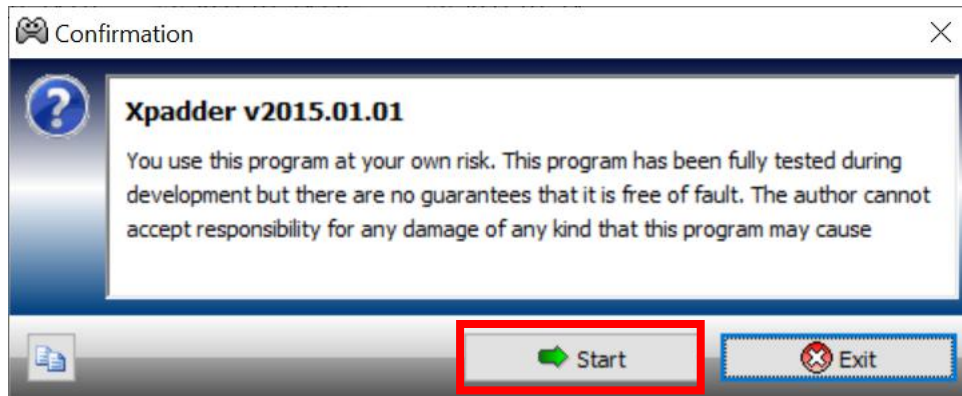 Confirmation
Xpadder v2015.01.01
You use this program at your own risk. This program has been fully tested during
development but there are no guarantees that it is free of fault. The author cannot
accept responsibility for any damage of any kind that this program may cause
Start
Exit